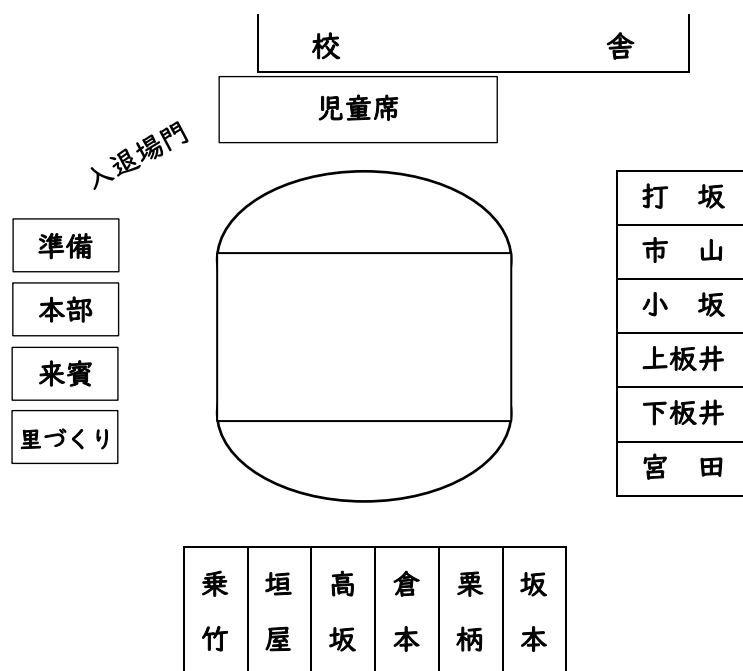 校 舎
児童席
入退場門
準備
本部
来賓
里づくり
打 坂
市 山
小 坂
上板井
下板井
宮 田
乗竹
垣屋
高坂
倉本
栗柄
坂本